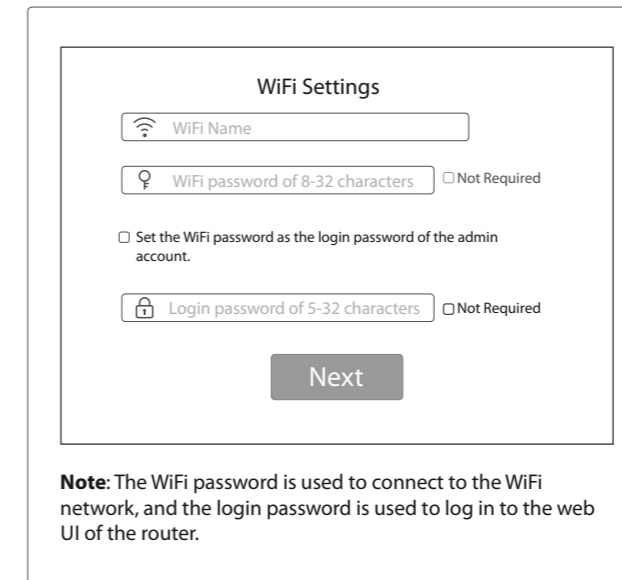 WiFi Settings
WiFi Name
WiFi password of 8-32 characters
Not Required
Set the WiFi password as the login password of the admin
account.
Login password of 5-32 characters
Not Required
Next
Note: The WiFi password is used to connect to the WiFi
network, and the login password is used to log in to the web
UI of the router.